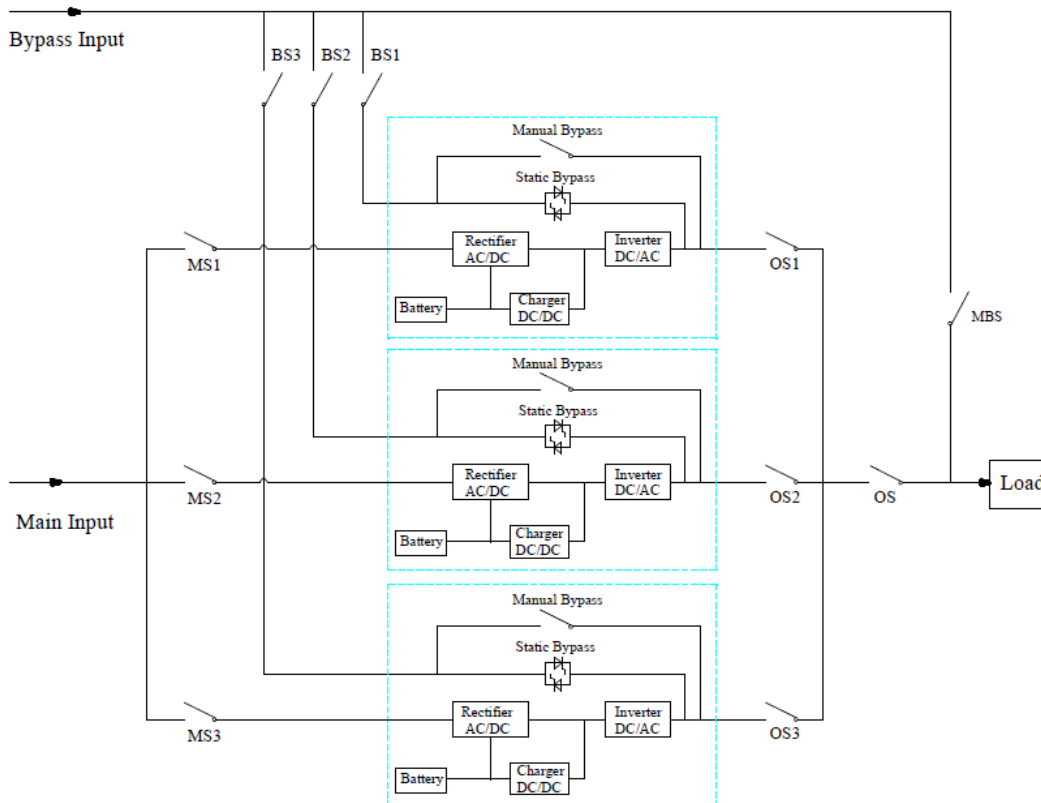 Bypass Input
BS3
BS2
BS1
Manual Bypass
Static Bypass
MS1
Rectifier
AC/DC
Inverter
DC/AC
OS1
Battery
Charger
DC/DC
MBS
Manual Bypass
Static Bypass
Main Input
MS2
Rectifier
AC/DC
Inverter
DC/AC
OS2
OS
Load
Battery
Charger
DC/DC
Manual Bypass
Static Bypass
MS3
Rectifier
AC/DC
Inverter
DC/AC
OS3
Battery
Charger
DC/DC